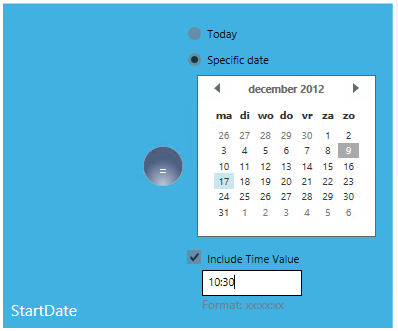 Today
Specific date
december 2012
ma di wo do vr za zo
26 27 28 29 30 1 2
3 4 5 6 7 8 9
10 11 12 13 14 15 16
=
17 18 19 20 21 22 23
24 25 26 27 28 29 30
31 1 2 3 4 5 6
Include Time Value
10:30
Format: xx:xx:xx
StartDate